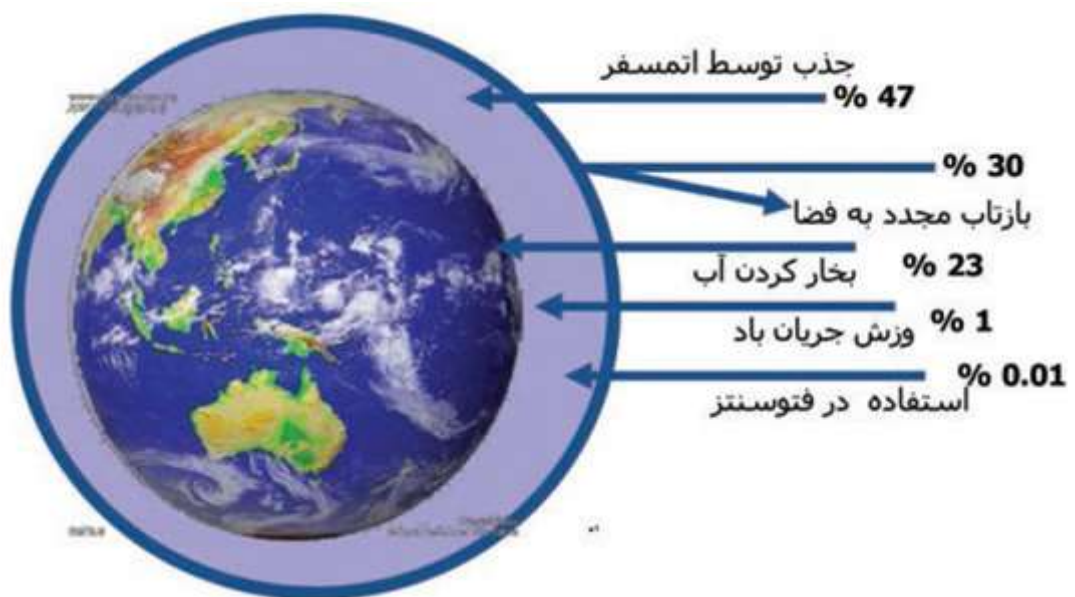 جذب توسط اتمسفر
% 47
% 30
بازتاب مجدد به فضا
% 23
بخار کردن آب
% 1
وزش جریان باد
% 0.01
استفاده در فتوسنتز